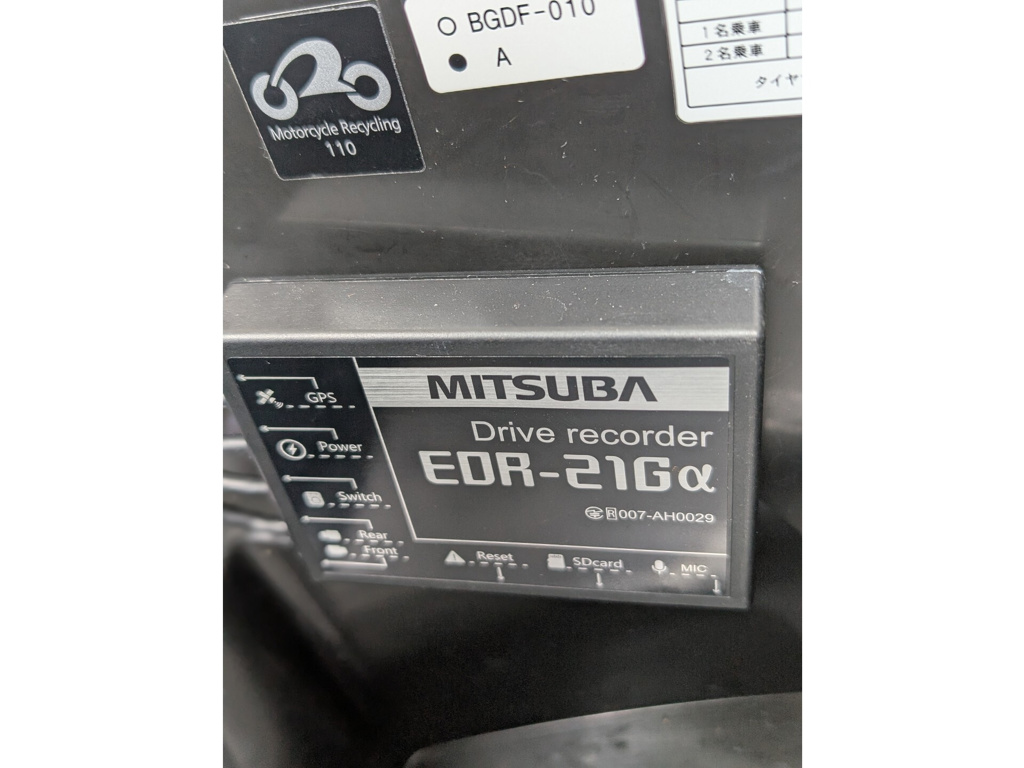 BGDF-010
A
Motorcycle Recycling
110
1名乗車
2名乗車
タイヤ
MITSUBA
Drive recorder
EDR-21Gα
R 007-AH0029
GPS
Power
Switch
Rear
Front
Reset
SDcard
MIC